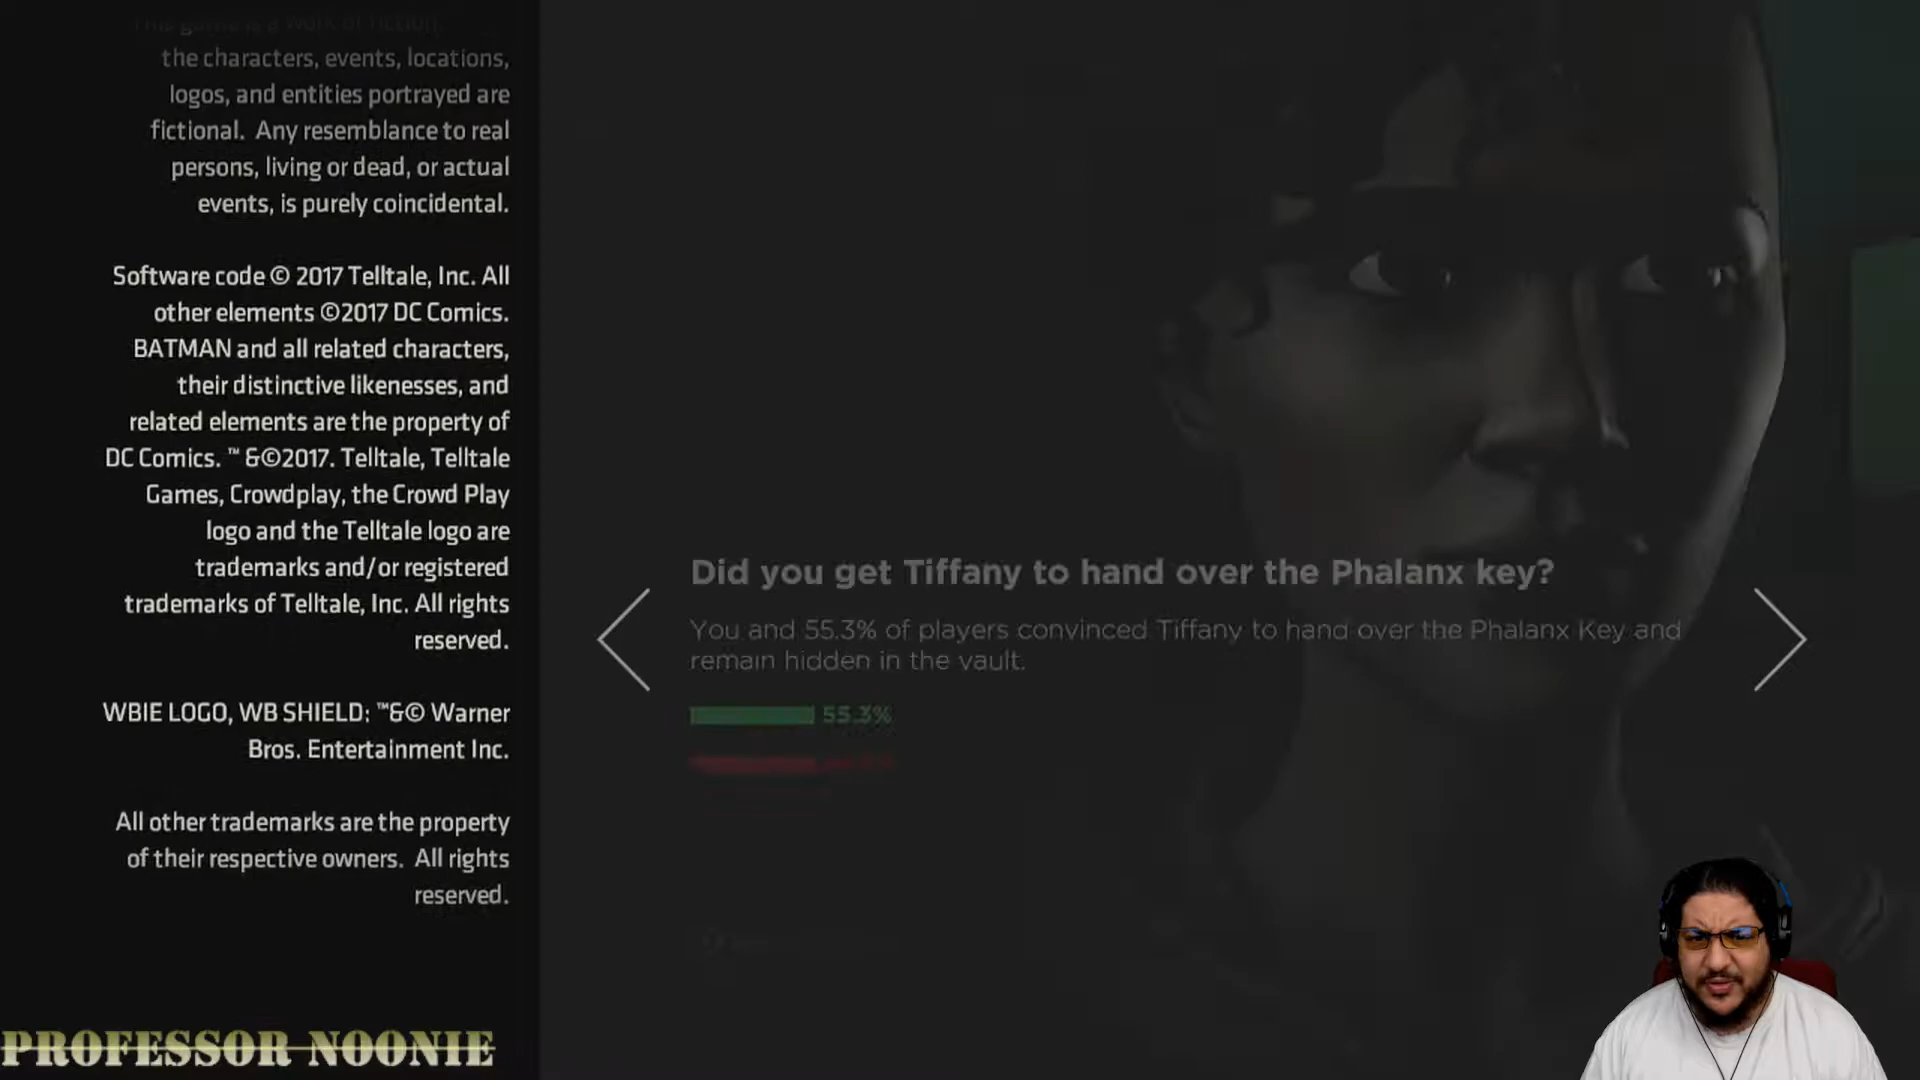 This game is a work of fiction.
the characters, events, locations,
logos, and entities portrayed are
fictional.  Any resemblance to real
persons, living or dead, or actual
events, is purely coincidental.
Software code © 2017 Telltale, Inc. All
other elements ©2017 DC Comics.
BATMAN and all related characters,
their distinctive likenesses, and
related elements are the property of
DC Comics. ™ &©2017. Telltale, Telltale
Games, Crowdplay, the Crowd Play
logo and the Telltale logo are
trademarks and/or registered
trademarks of Telltale, Inc. All rights
reserved.
WBIE LOGO, WB SHIELD: ™&© Warner
Bros. Entertainment Inc.
All other trademarks are the property
of their respective owners.  All rights
reserved.
Did you get Tiffany to hand over the Phalanx key?
You and 55.3% of players convinced Tiffany to hand over the Phalanx Key and
remain hidden in the vault.
55.3%
PROFESSOR NOONIE